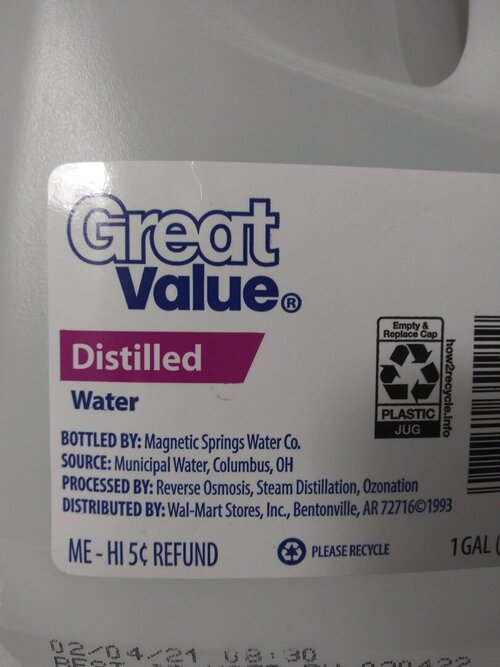 Great
Value®
Distilled
Water
BOTTLED BY: Magnetic Springs Water Co.
SOURCE: Municipal Water, Columbus, OH
PROCESSED BY: Reverse Osmosis, Steam Distillation, Ozonation
DISTRIBUTED BY: Wal-Mart Stores, Inc., Bentonville, AR 72716©1993
ME - HI 5¢ REFUND
PLEASE RECYCLE
1 GAL (
Empty &
Replace Cap
PLASTIC
JUG
how2recycle.info
02/04/21 08:30